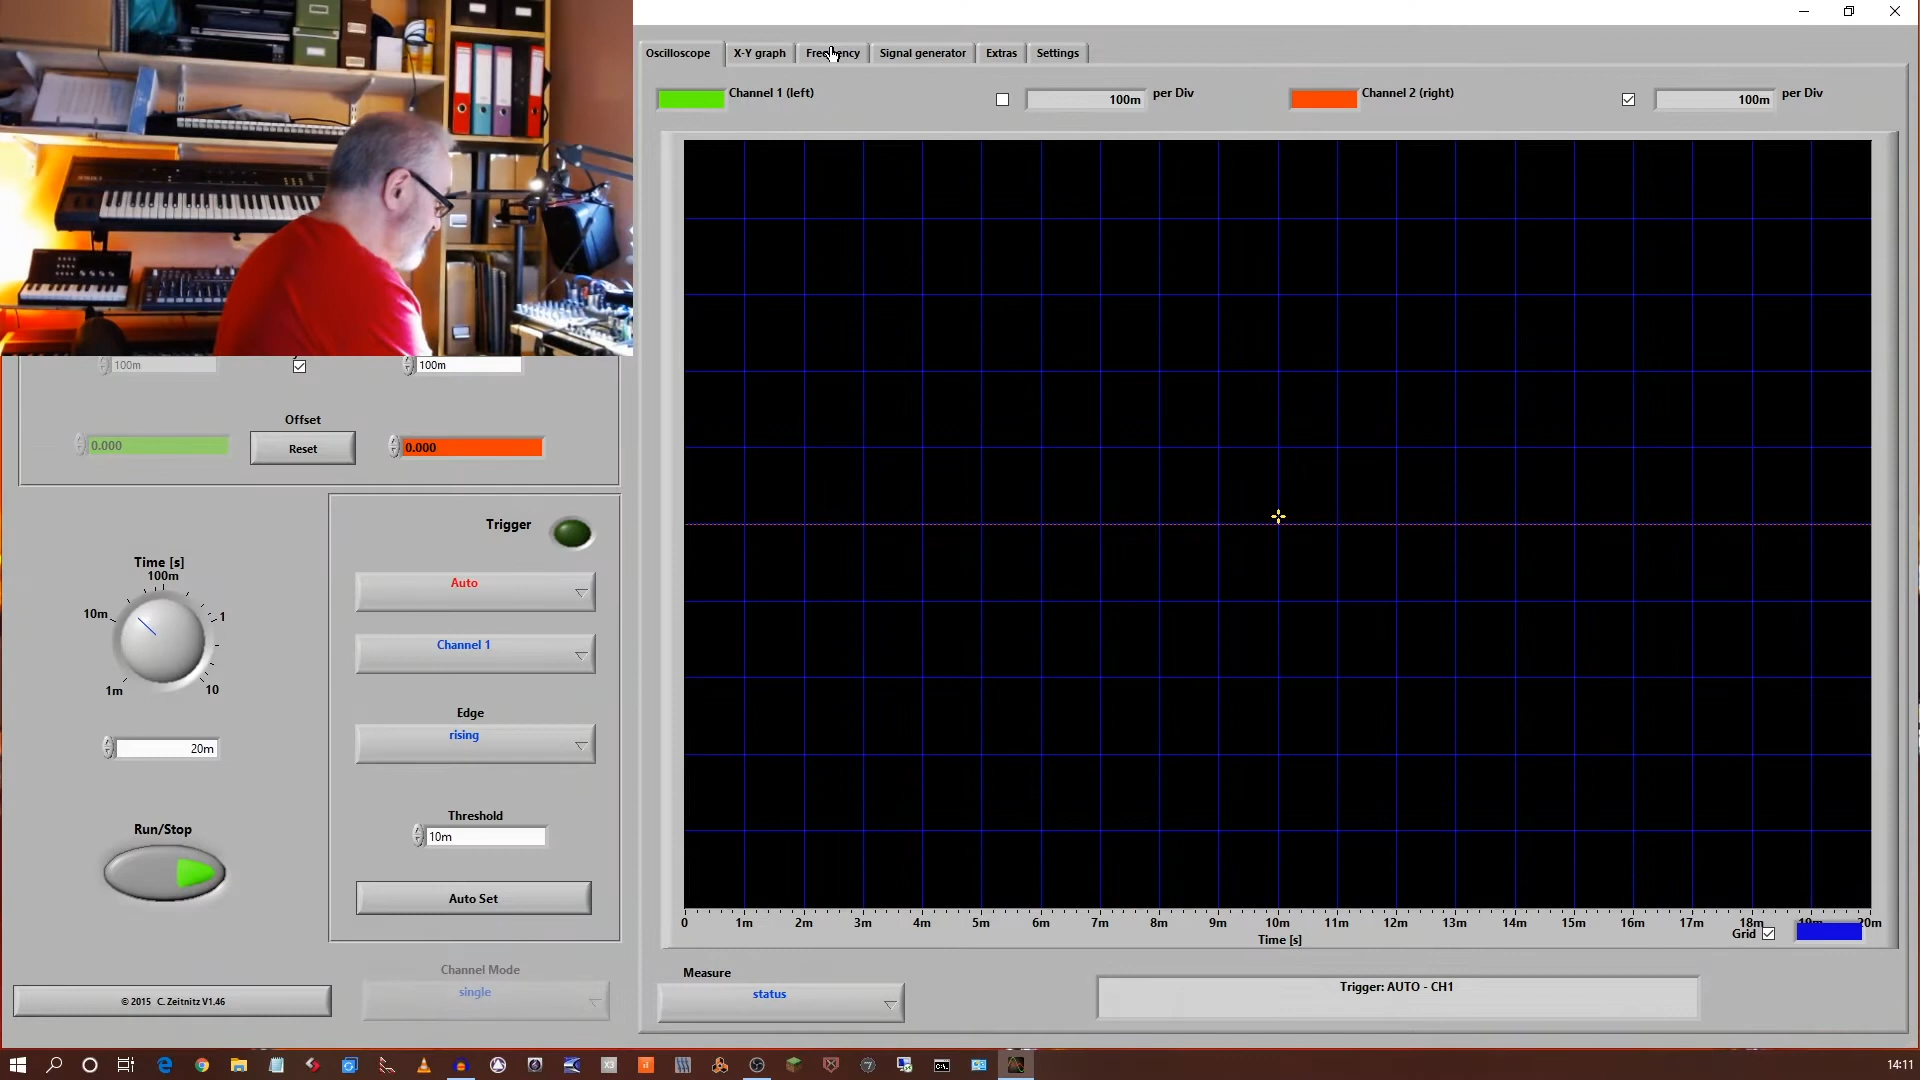 Oscilloscope X-Y graph Frequency Signal generator Extras Settings
Channel 1 (left) 100m per Div Channel 2 (right) 100m per Div
100m 100m
Offset
0.000 Reset 0.000
Trigger
Auto
Channel 1
Edge
rising
Threshold
10m
Auto Set
Time [s]
100m
10m 1
1m 10
20m
Run/Stop
Channel Mode
single
© 2015 C. Zeitnitz V1.46
0 1m 2m 3m 4m 5m 6m 7m 8m 9m 10m 11m 12m 13m 14m 15m 16m 17m 18m 19m 20m
Time [s]
Grid
Measure
status
Trigger: AUTO - CH1
14:11